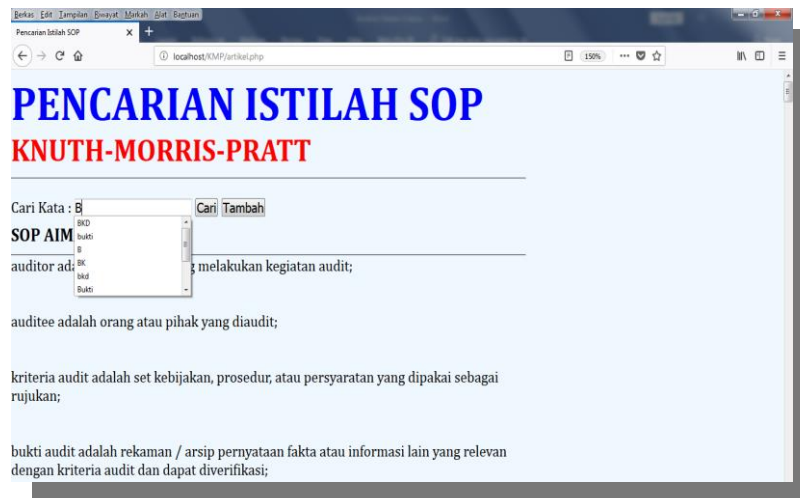 Berkas Edit Tampilan Riwayat Markah Alat Bantuan
Pencarian Istilah SOP
localhost/KMP/artikel.php
150%
PENCARIAN ISTILAH SOP
KNUTH-MORRIS-PRATT
Cari Kata : B Cari Tambah
BKD
bukti
B
BK
bkd
Bukti
SOP AIM
auditor melakukan kegiatan audit;
auditee adalah orang atau pihak yang diaudit;
kriteria audit adalah set kebijakan, prosedur, atau persyaratan yang dipakai sebagai
rujukan;
bukti audit adalah rekaman / arsip pernyataan fakta atau informasi lain yang relevan
dengan kriteria audit dan dapat diverifikasi;